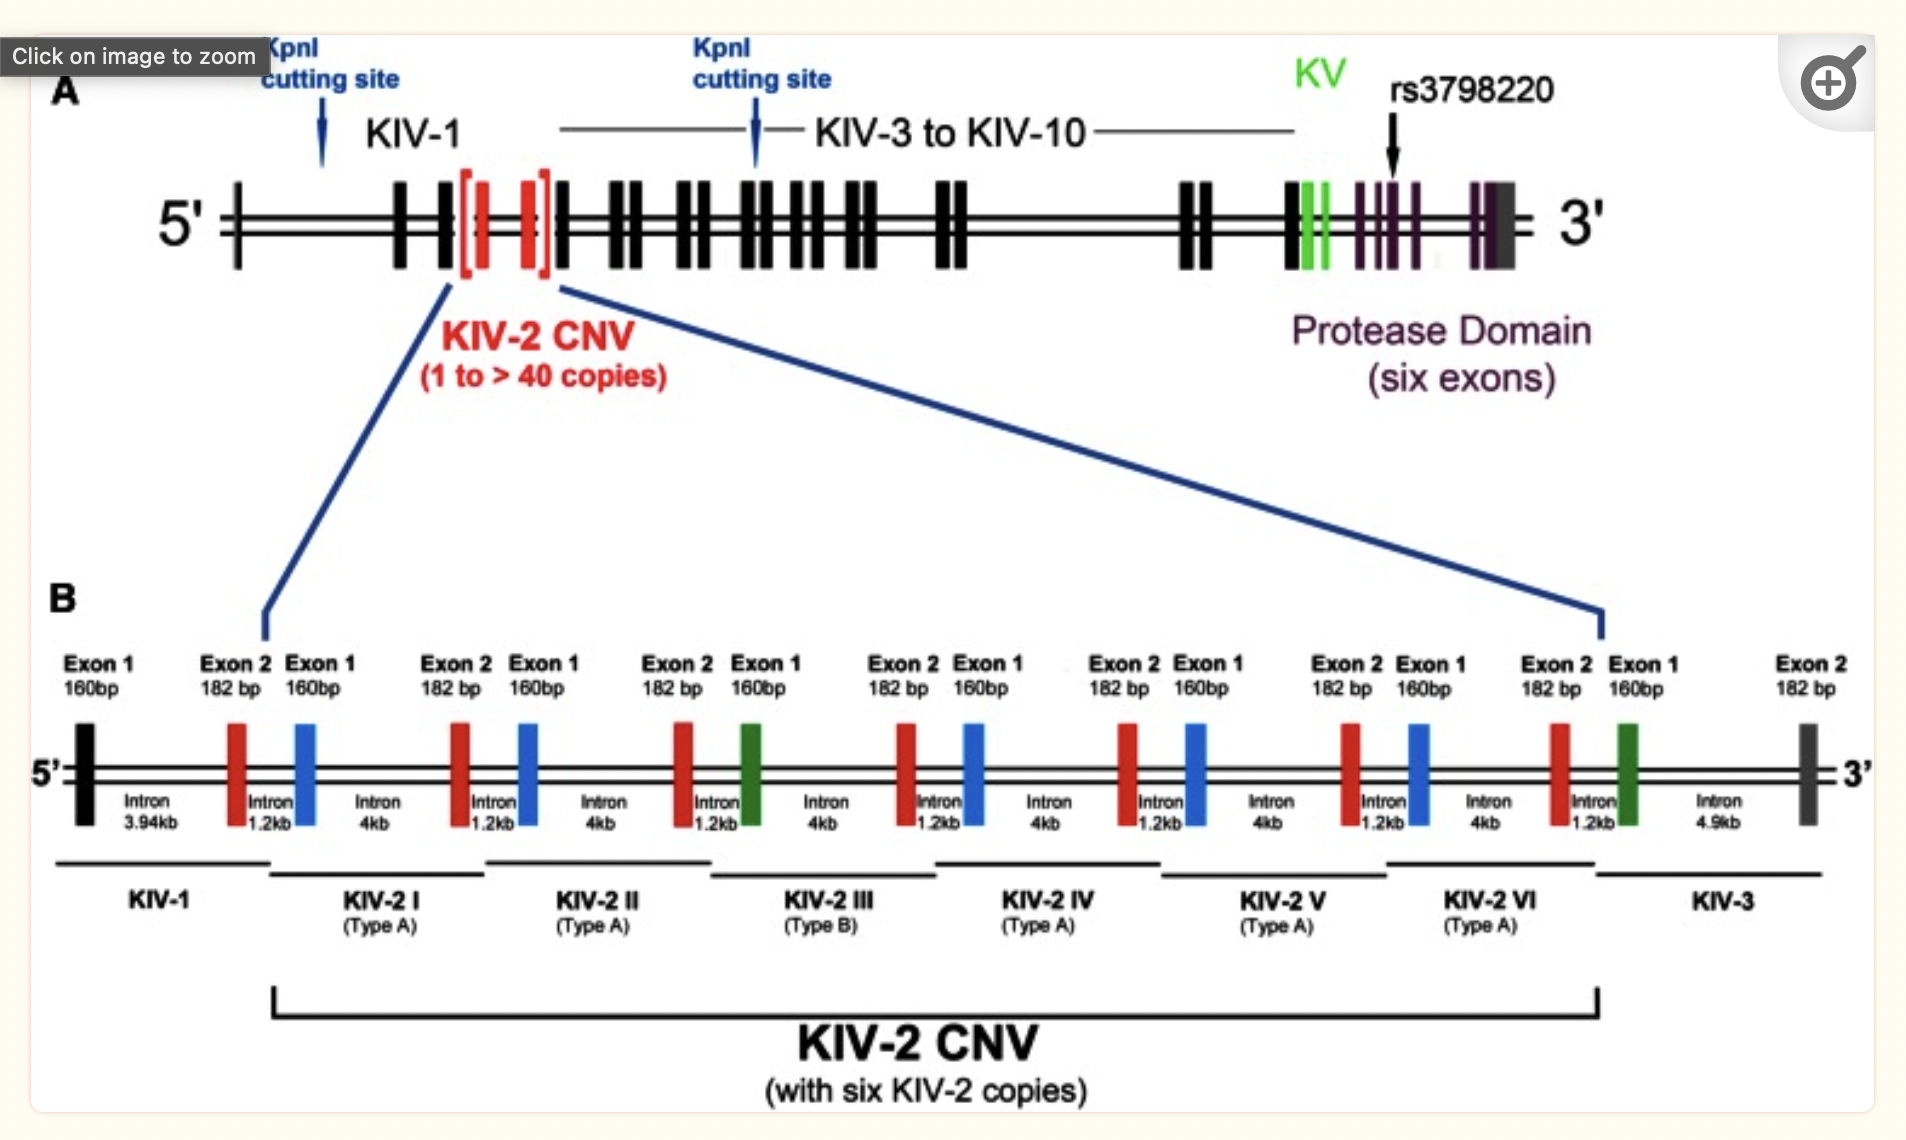 Click on image to zoom
KpnI
cutting site
KpnI
cutting site
KV
rs3798220
A
KIV-1
KIV-3 to KIV-10
5'
3'
KIV-2 CNV
(1 to > 40 copies)
Protease Domain
(six exons)
B
Exon 1 Exon 2 Exon 1 Exon 2 Exon 1 Exon 2 Exon 1 Exon 2 Exon 1 Exon 2 Exon 1 Exon 2 Exon 1 Exon 2 Exon 1 Exon 2
160bp 182 bp 160bp 182 bp 160bp 182 bp 160bp 182 bp 160bp 182 bp 160bp 182 bp 160bp 182 bp 160bp 182 bp
5’ 3’
Intron Intron Intron Intron Intron Intron Intron Intron Intron Intron Intron Intron Intron Intron Intron
3.94kb 1.2kb 4kb 1.2kb 4kb 1.2kb 4kb 1.2kb 4kb 1.2kb 4kb 1.2kb 4kb 1.2kb 4.9kb
KIV-1 KIV-2 I KIV-2 II KIV-2 III KIV-2 IV KIV-2 V KIV-2 VI KIV-3
(Type A) (Type A) (Type B) (Type A) (Type A) (Type A)
KIV-2 CNV
(with six KIV-2 copies)